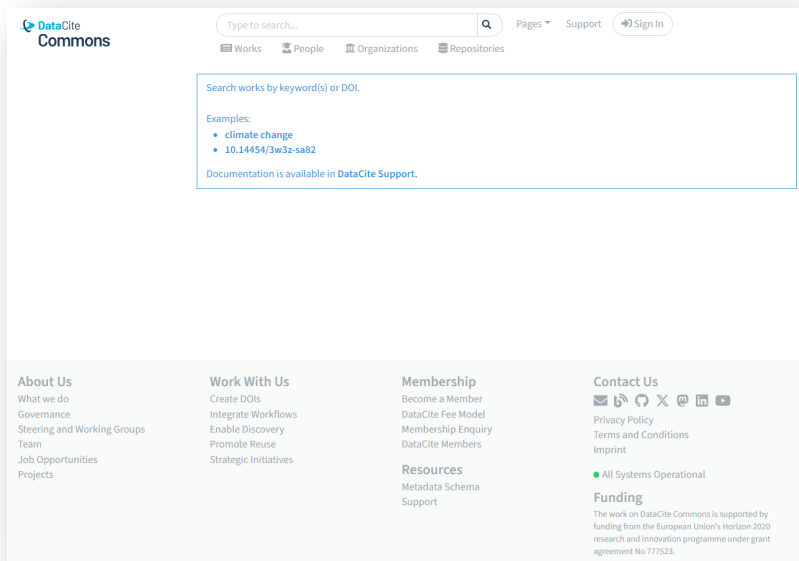 DataCite
Commons
Type to search...
Pages
Support
Sign In
Works
People
Organizations
Repositories
Search works by keyword(s) or DOI.
Examples:
climate change
10.14454/3w3z-sa82
Documentation is available in DataCite Support.
About Us
What we do
Governance
Steering and Working Groups
Team
Job Opportunities
Projects
Work With Us
Create DOIs
Integrate Workflows
Enable Discovery
Promote Reuse
Strategic Initiatives
Membership
Become a Member
DataCite Fee Model
Membership Enquiry
DataCite Members
Resources
Metadata Schema
Support
Contact Us
Privacy Policy
Terms and Conditions
Imprint
All Systems Operational
Funding
The work on DataCite Commons is supported by
funding from the European Union's Horizon 2020
research and innovation programme under grant
agreement No 777523.